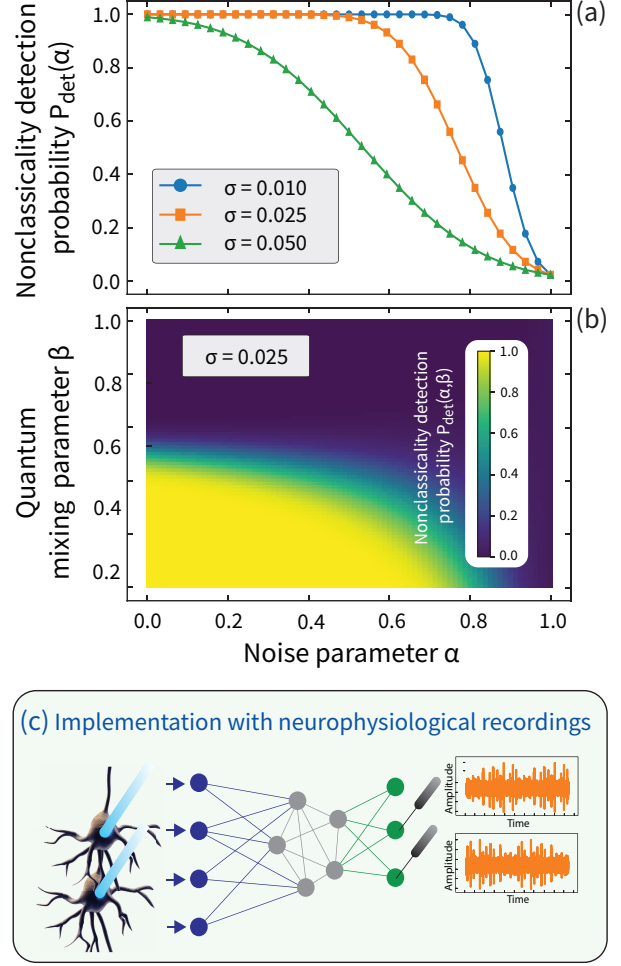 (a)
Nonclassicality detection
probability P_det(α)
1.0
1.0
0.8
0.6
0.4
0.2
0.0
σ = 0.010
σ = 0.025
σ = 0.050
(b)
Quantum
mixing parameter β
1.0
0.8
0.6
0.4
0.2
σ = 0.025
Nonclassicality detection
probability P_det(α,β)
1.0
0.8
0.6
0.4
0.2
0.0
0.0 0.2 0.4 0.6 0.8 1.0
Noise parameter α
(c) Implementation with neurophysiological recordings
Amplitude
Time
Amplitude
Time